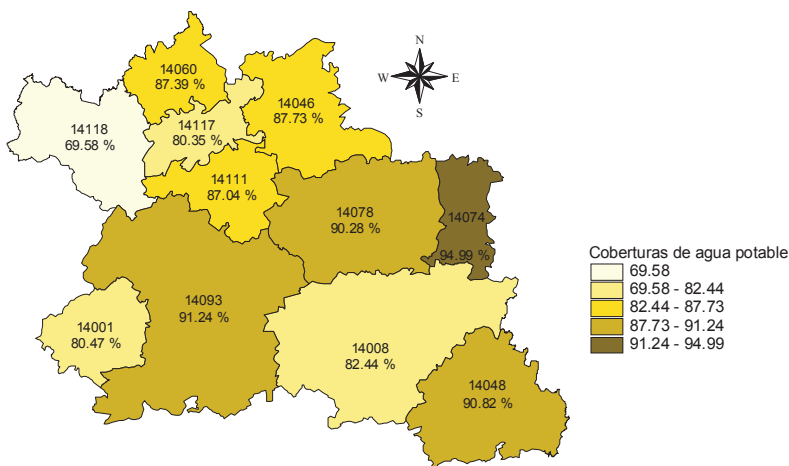 14060
87.39 %
14046
87.73 %
14118
69.58 %
14117
80.35 %
14111
87.04 %
14078
90.28 %
14074
94.99 %
14093
91.24 %
14001
80.47 %
14008
82.44 %
14048
90.82 %
N
W
E
S
Coberturas de agua potable
69.58
69.58 - 82.44
82.44 - 87.73
87.73 - 91.24
91.24 - 94.99